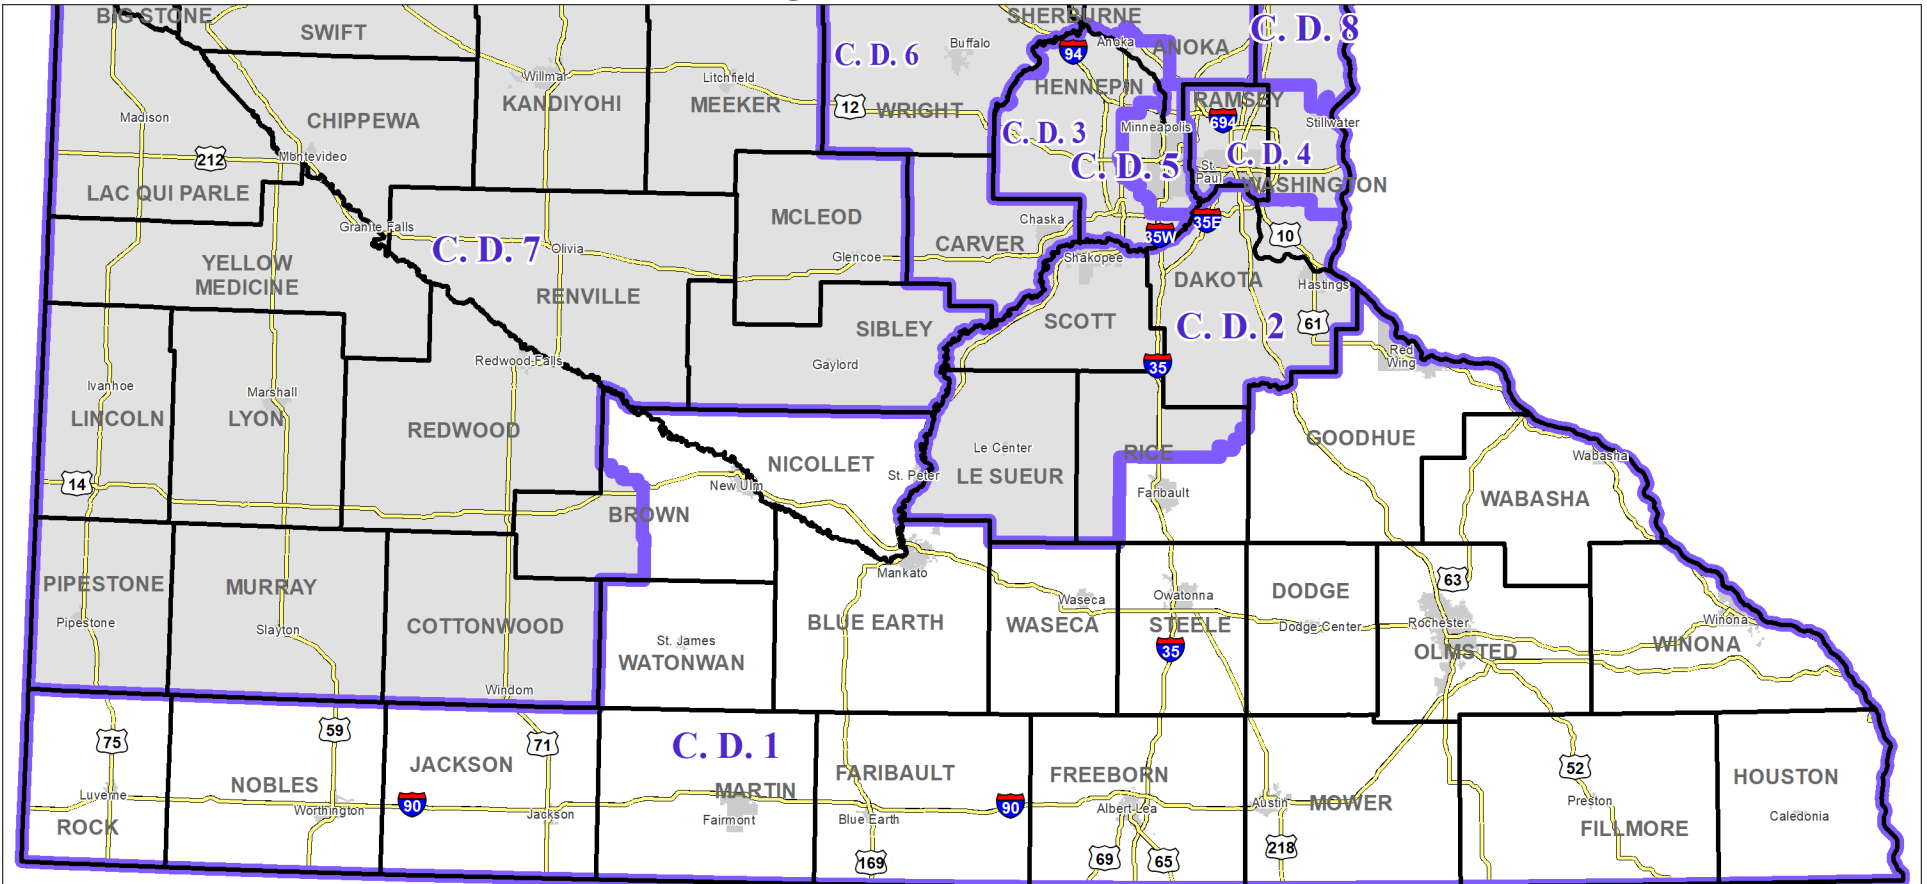 BIG STONE
SWIFT
SHERBURNE
C. D. 8
Buffalo
Anoka
ANOKA
C. D. 6
94
Willmar
Litchfield
HENNEPIN
KANDIYOHI
MEEKER
12
WRIGHT
RAMSEY
Madison
CHIPPEWA
694
Stillwater
C. D. 3
Minneapolis
212
Montevideo
C. D. 5
St.
Paul
C. D. 4
LAC QUI PARLE
WASHINGTON
MCLEOD
Granite Falls
Chaska
35E
35W
10
C. D. 7
Olivia
CARVER
Glencoe
Shakopee
YELLOW
MEDICINE
DAKOTA
Hastings
RENVILLE
SIBLEY
SCOTT
C. D. 2
61
Redwood Falls
Gaylord
35
Red
Wing
Ivanhoe
Marshall
LINCOLN
LYON
REDWOOD
GOODHUE
Le Center
RICE
Wabasha
NICOLLET
St. Peter
LE SUEUR
14
New Ulm
Faribault
WABASHA
BROWN
Mankato
PIPESTONE
MURRAY
63
DODGE
Waseca
Owatonna
Pipestone
Slayton
COTTONWOOD
BLUE EARTH
WASECA
STEELE
Dodge Center
Rochester
Winona
St. James
WATONWAN
35
OLMSTED
WINONA
Windom
75
59
71
C. D. 1
JACKSON
FARIBAULT
FREEBORN
52
HOUSTON
NOBLES
MARTIN
Luverne
Worthington
90
Jackson
90
Albert Lea
Austin
MOWER
Preston
ROCK
Fairmont
Blue Earth
FILLMORE
Caledonia
169
69
65
218